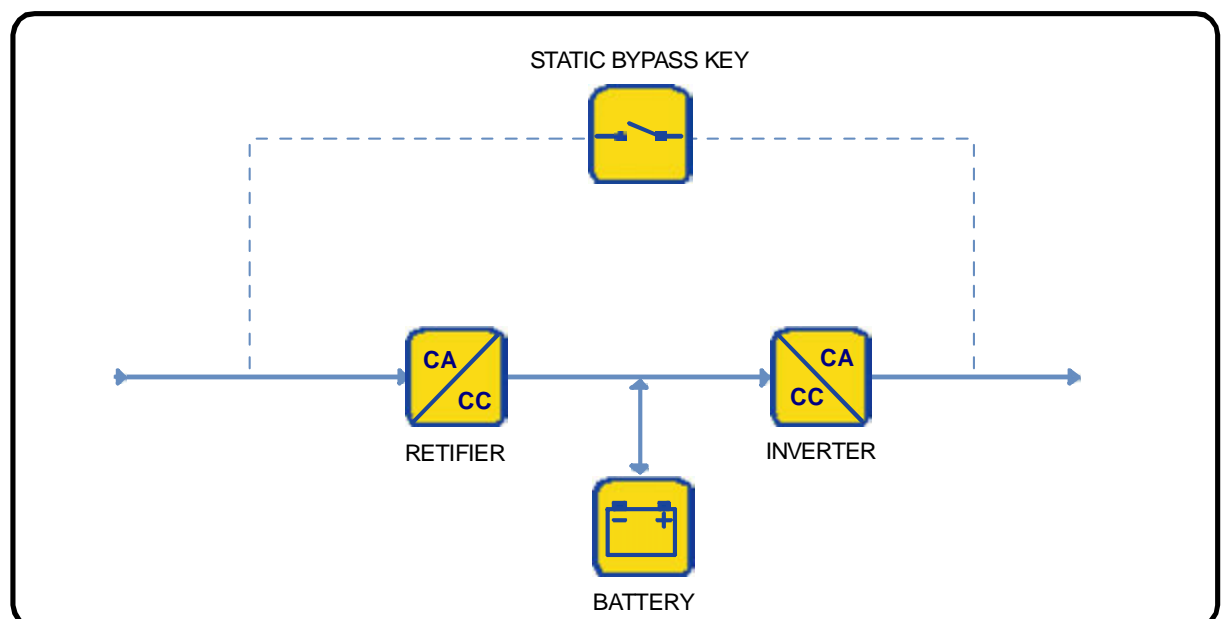 STATIC BYPASS KEY
CA
CC
CA
CC
RETIFIER
INVERTER
- +
BATTERY